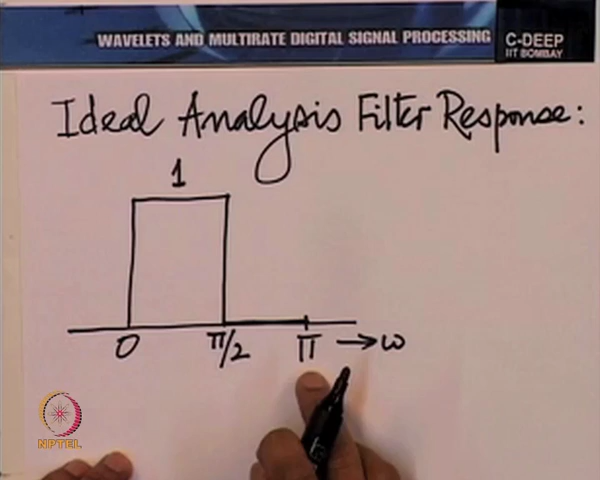 WAVELETS AND MULTIRATE DIGITAL SIGNAL PROCESSING
C-DEEP
IIT BOMBAY
Ideal Analysis Filter Response:
1
0 π/2 π → ω
NPTEL